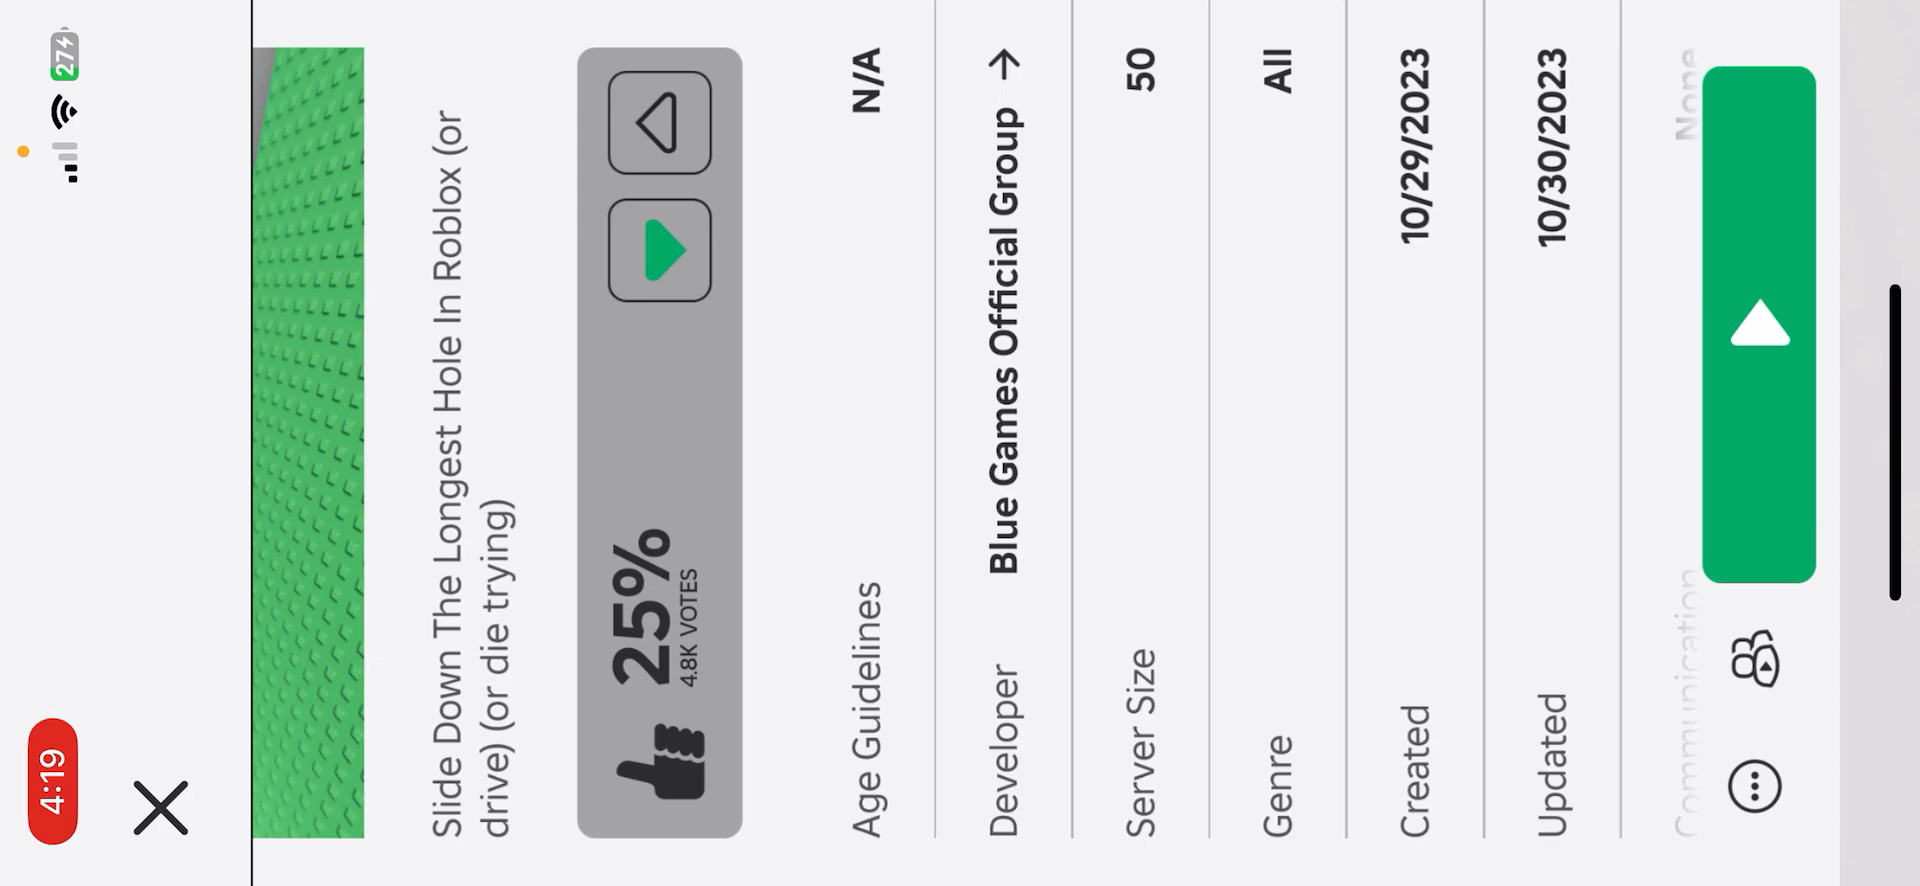 4:19
27
Slide Down The Longest Hole In Roblox (or
drive) (or die trying)
25%
4.8K VOTES
Age Guidelines N/A
Developer Blue Games Official Group →
Server Size 50
Genre All
Created 10/29/2023
Updated 10/30/2023
Communication None